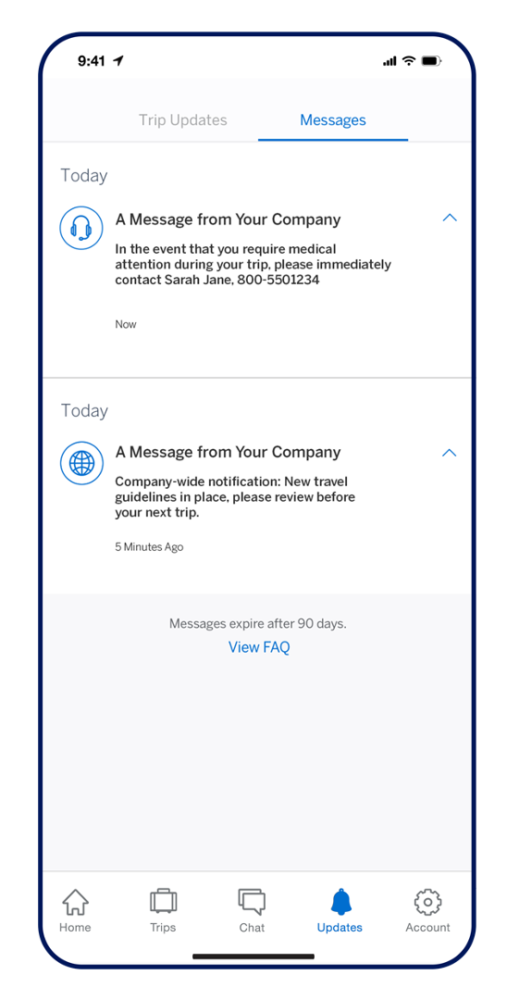 9:41
Trip Updates
Messages
Today
A Message from Your Company
In the event that you require medical
attention during your trip, please immediately
contact Sarah Jane, 800-5501234
Now
Today
A Message from Your Company
Company-wide notification: New travel
guidelines in place, please review before
your next trip.
5 Minutes Ago
Messages expire after 90 days.
View FAQ
Home
Trips
Chat
Updates
Account